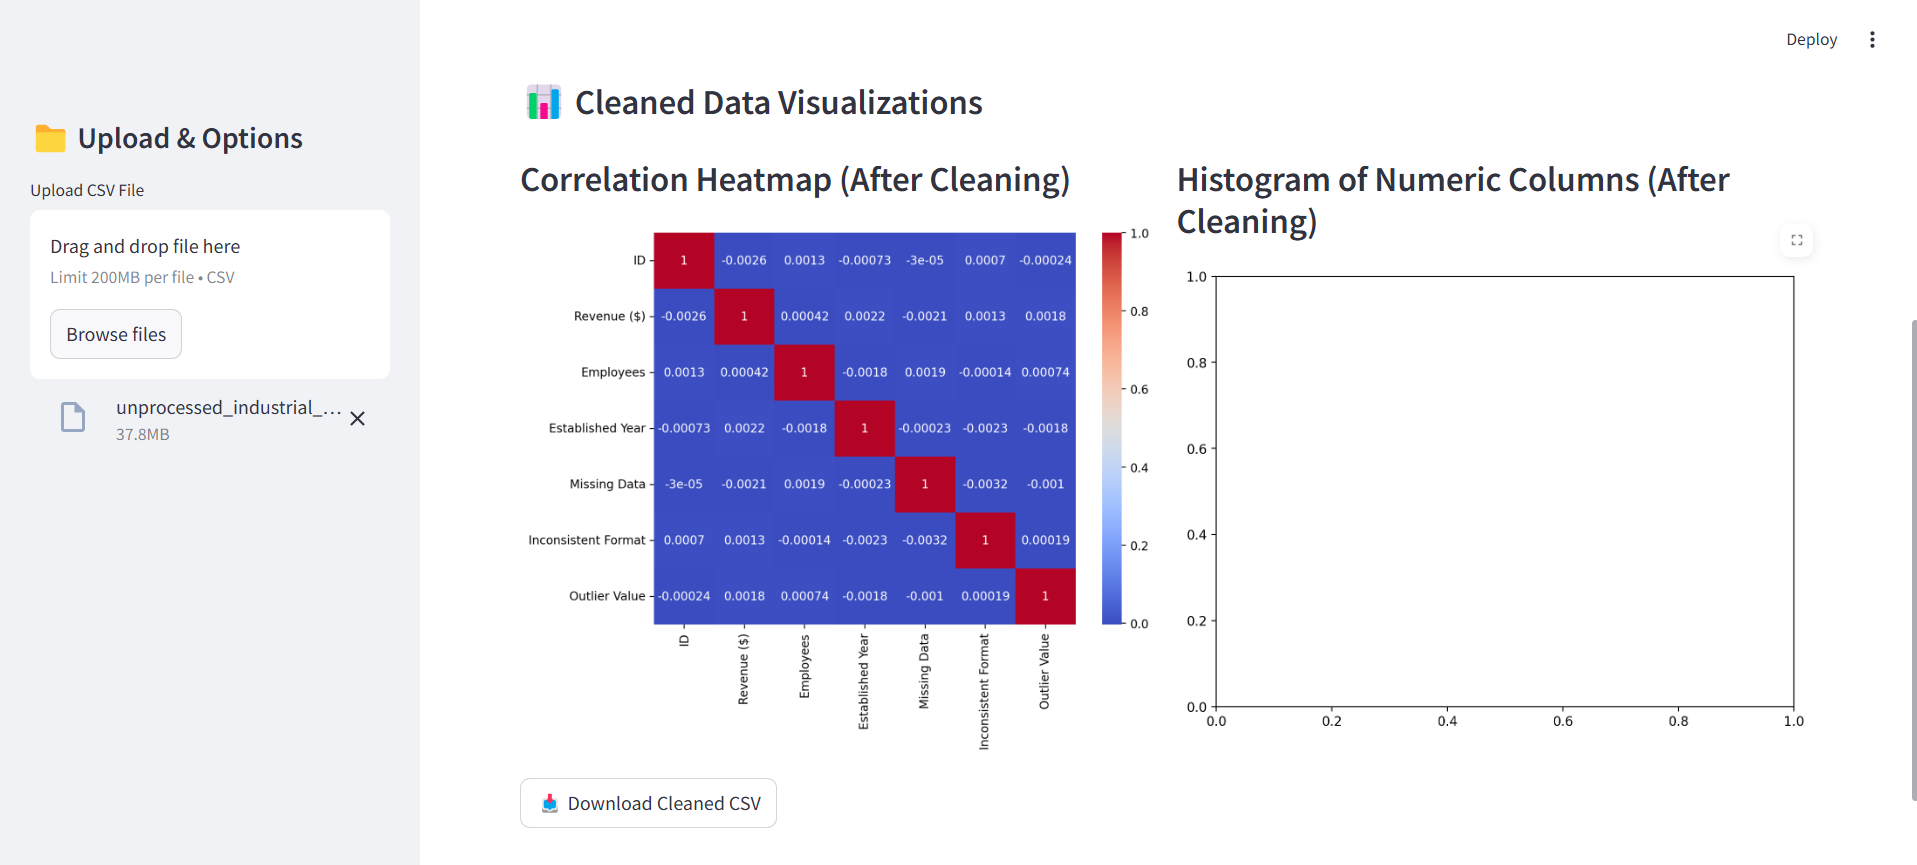 Deploy
Upload & Options
Upload CSV File
Drag and drop file here
Limit 200MB per file • CSV
Browse files
unprocessed_industrial_...
37.8MB
Cleaned Data Visualizations
Correlation Heatmap (After Cleaning)
ID 1 -0.0026 0.0013 -0.00073 -3e-05 0.0007 -0.00024
Revenue ($) -0.0026 1 0.00042 0.0022 -0.0021 0.0013 0.0018
Employees 0.0013 0.00042 1 -0.0018 0.0019 -0.00014 0.00074
Established Year -0.00073 0.0022 -0.0018 1 -0.00023 -0.0023 -0.0018
Missing Data -3e-05 -0.0021 0.0019 -0.00023 1 -0.0032 -0.001
Inconsistent Format 0.0007 0.0013 -0.00014 -0.0023 -0.0032 1 0.00019
Outlier Value -0.00024 0.0018 0.00074 -0.0018 -0.001 0.00019 1
ID
Revenue ($)
Employees
Established Year
Missing Data
Inconsistent Format
Outlier Value
1.0
0.8
0.6
0.4
0.2
0.0
Histogram of Numeric Columns (After
Cleaning)
1.0
0.8
0.6
0.4
0.2
0.0
0.0 0.2 0.4 0.6 0.8 1.0
Download Cleaned CSV